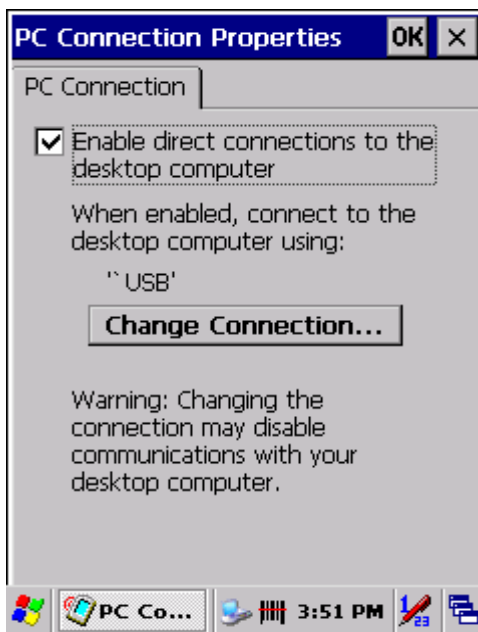 PC Connection Properties OK ×
PC Connection
Enable direct connections to the
desktop computer
When enabled, connect to the
desktop computer using:
'`USB'
Change Connection...
Warning: Changing the
connection may disable
communications with your
desktop computer.
PC Co... 3:51 PM 1 23